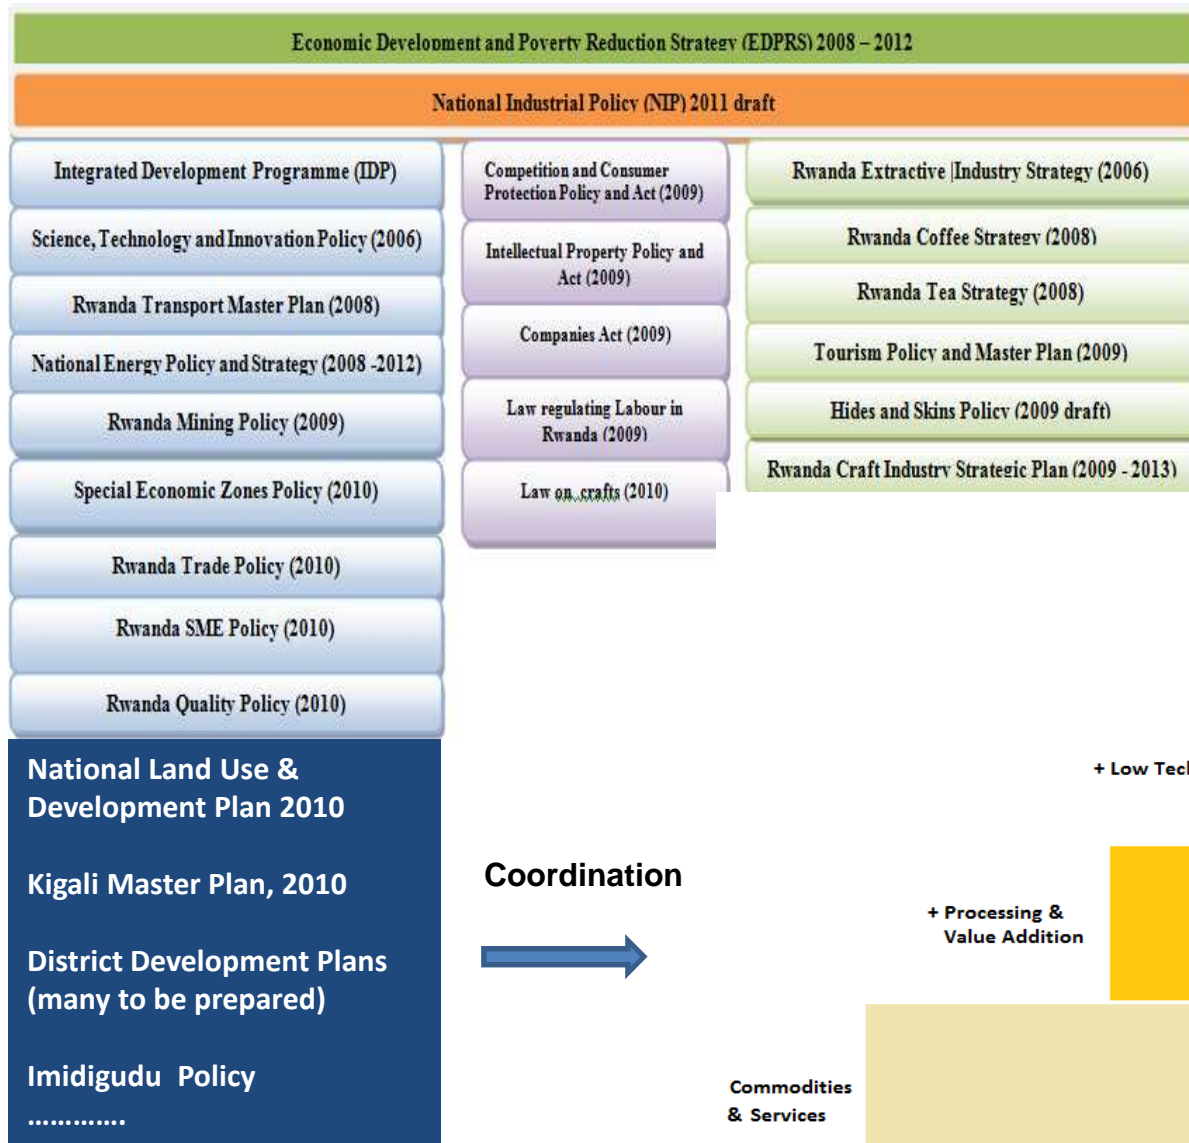 Economic Development and Poverty Reduction Strategy (EDPRS) 2008 – 2012
National Industrial Policy (NIP) 2011 draft
Integrated Development Programme (IDP)
Science, Technology and Innovation Policy (2006)
Rwanda Transport Master Plan (2008)
National Energy Policy and Strategy (2008 -2012)
Rwanda Mining Policy (2009)
Special Economic Zones Policy (2010)
Rwanda Trade Policy (2010)
Rwanda SME Policy (2010)
Rwanda Quality Policy (2010)
Competition and Consumer
Protection Policy and Act (2009)
Intellectual Property Policy and
Act (2009)
Companies Act (2009)
Law regulating Labour in
Rwanda (2009)
Law on crafts (2010)
Rwanda Extractive |Industry Strategy (2006)
Rwanda Coffee Strategy (2008)
Rwanda Tea Strategy (2008)
Tourism Policy and Master Plan (2009)
Hides and Skins Policy (2009 draft)
Rwanda Craft Industry Strategic Plan (2009 - 2013)
National Land Use &
Development Plan 2010
Kigali Master Plan, 2010
District Development Plans
(many to be prepared)
Imidigudu Policy
………….
Coordination
+ Low Tech
+ Processing &
Value Addition
Commodities
& Services